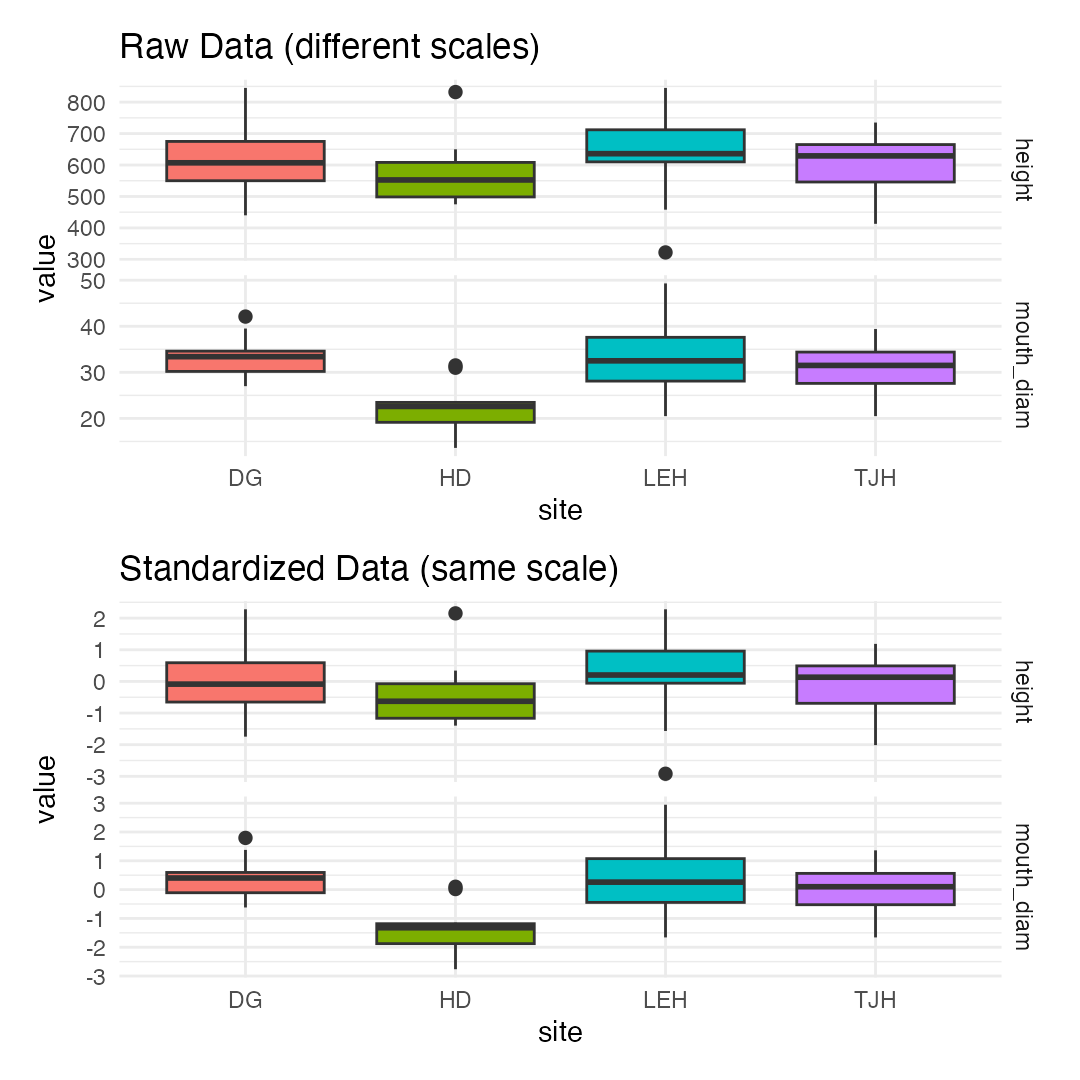 Raw Data (different scales)
value
800
700
600
500
400
300
height
50
40
30
20
mouth_diam
DG HD LEH TJH
site
Standardized Data (same scale)
value
2
1
0
-1
-2
-3
height
3
2
1
0
-1
-2
-3
mouth_diam
DG HD LEH TJH
site